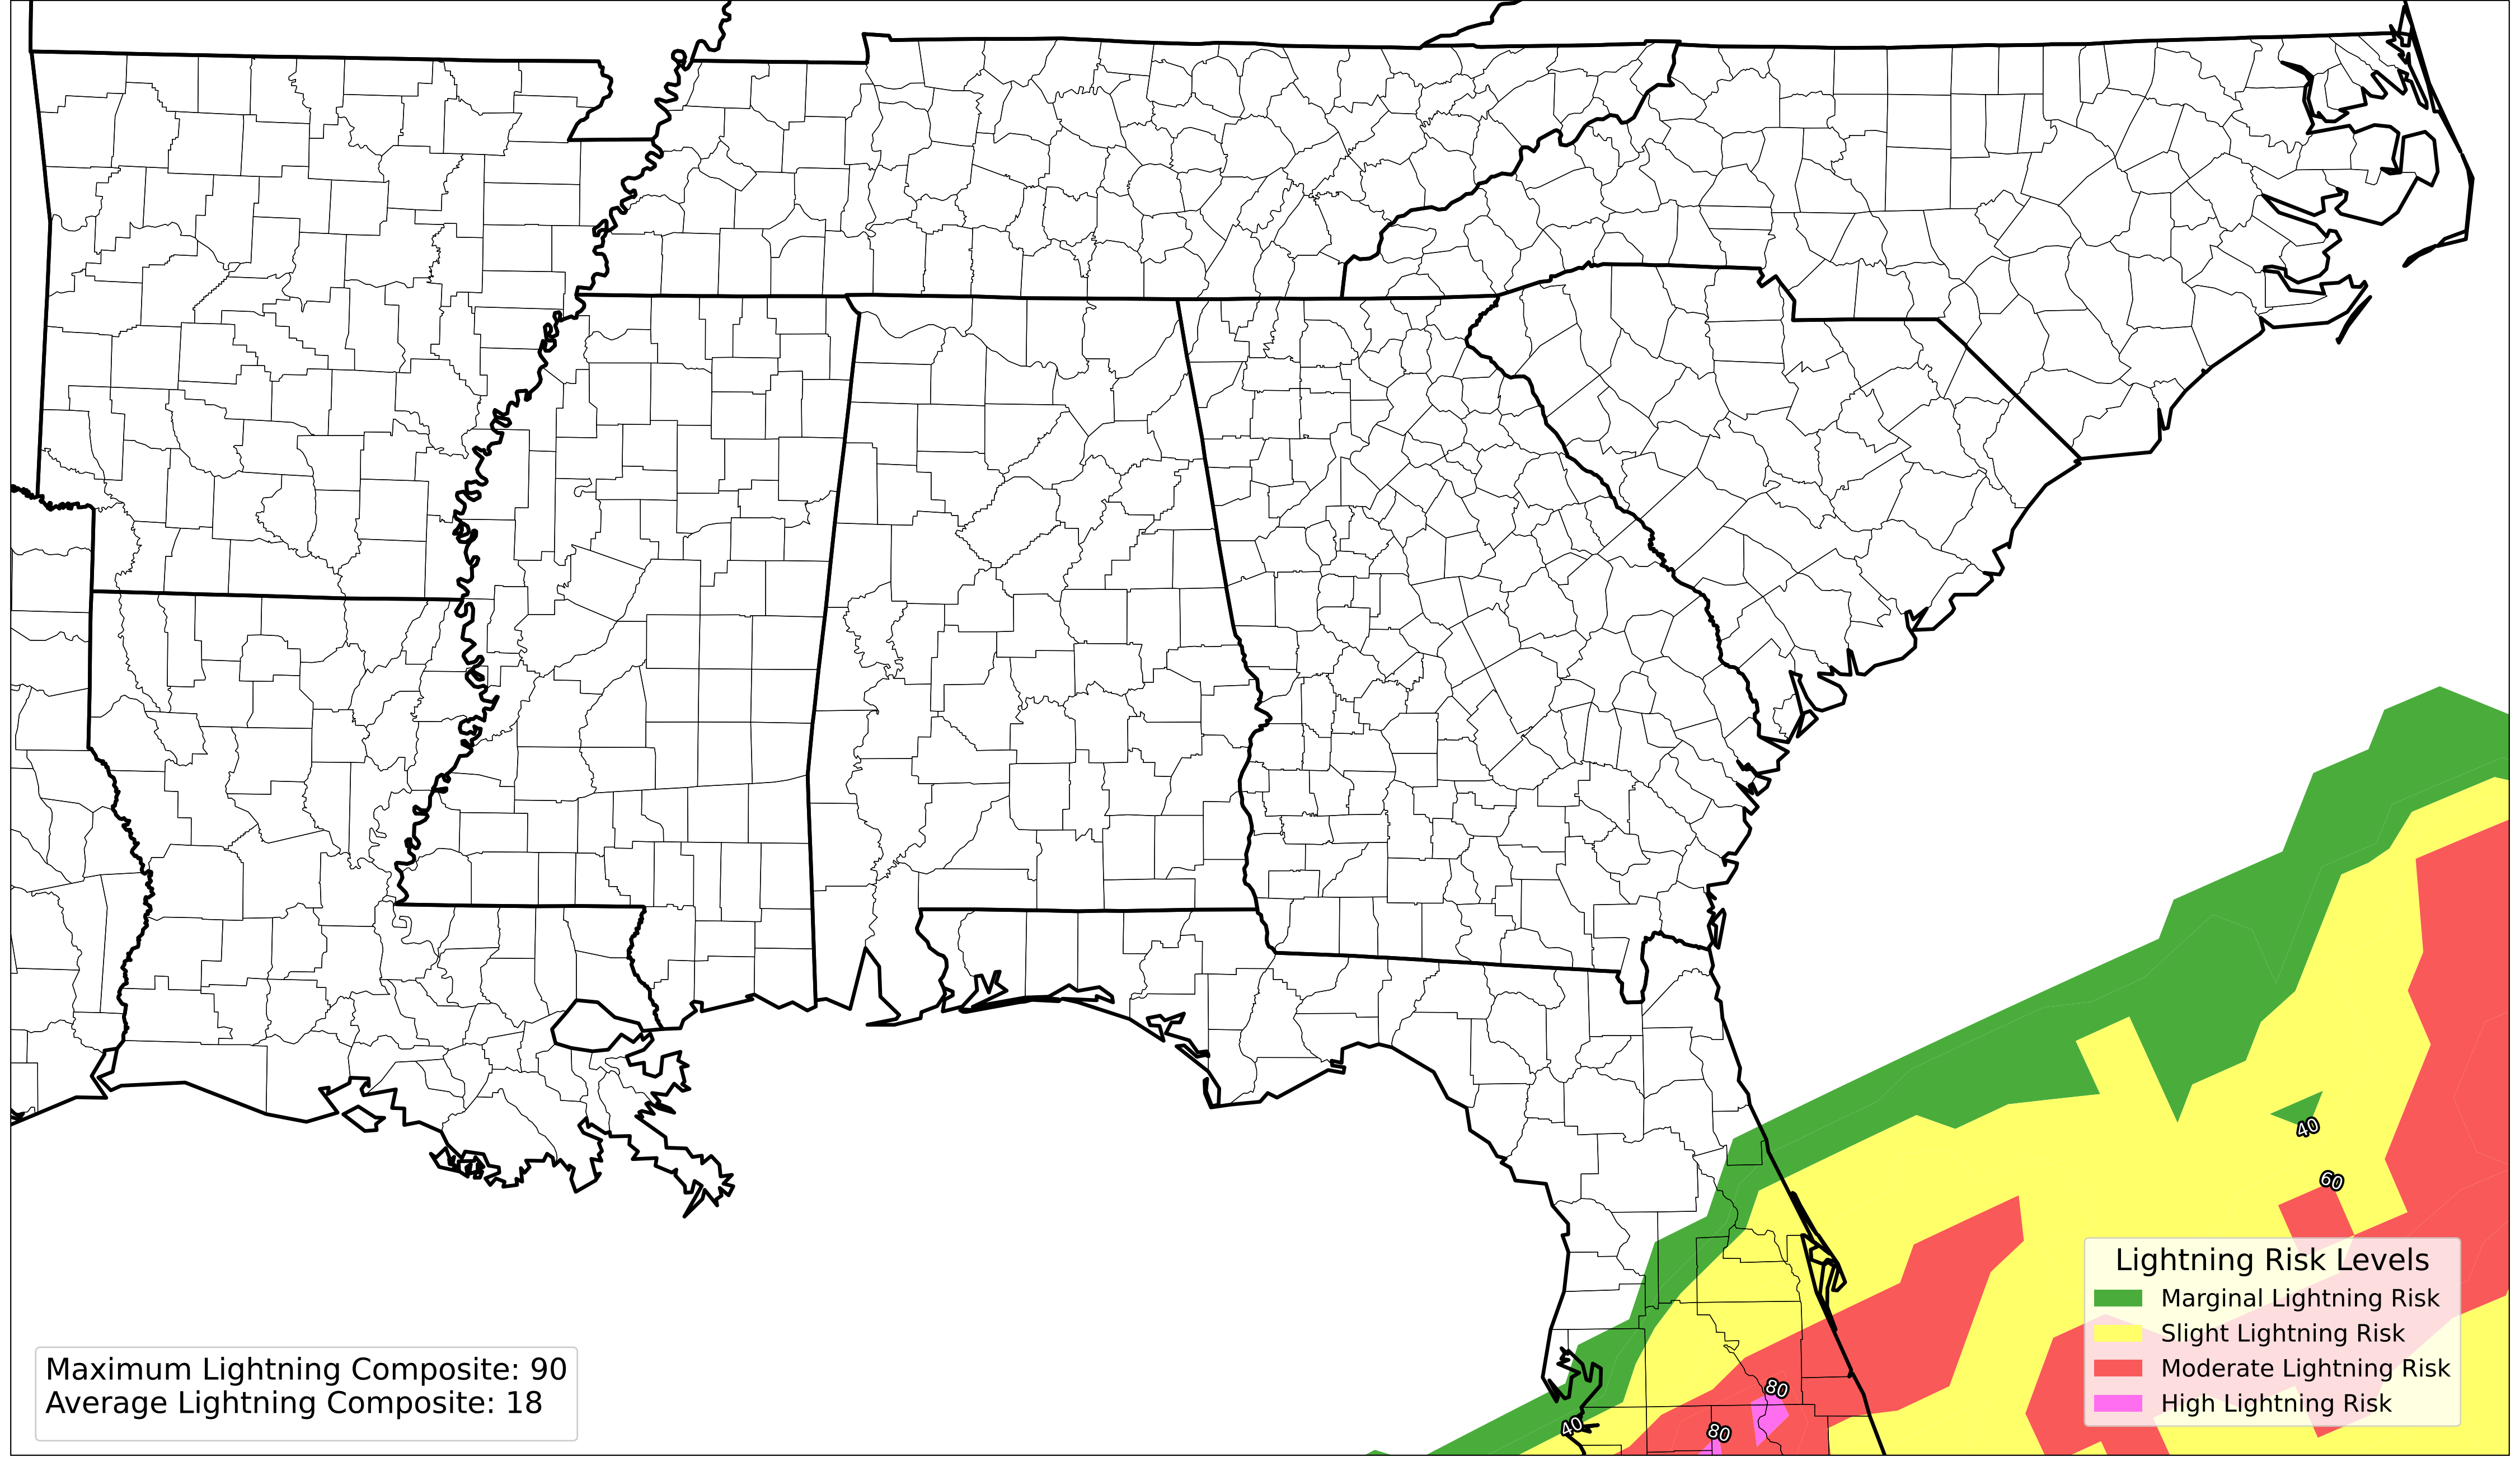 40
60
80
40
80
Lightning Risk Levels
Marginal Lightning Risk
Slight Lightning Risk
Moderate Lightning Risk
High Lightning Risk
Maximum Lightning Composite: 90
Average Lightning Composite: 18